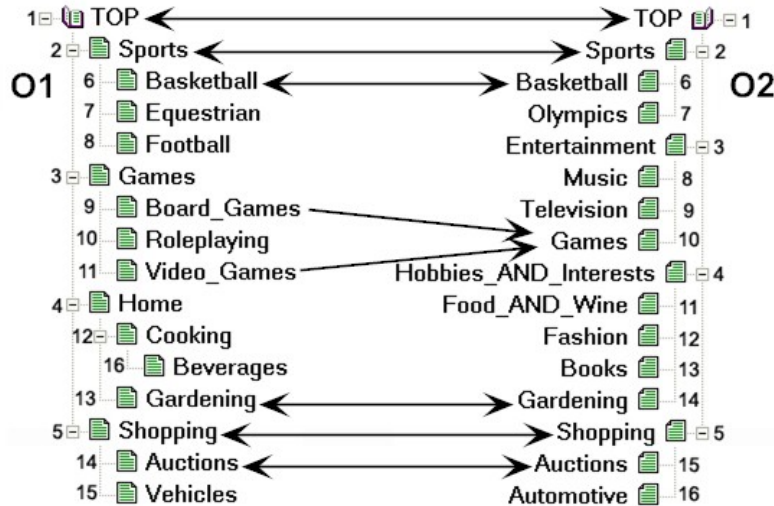 1 TOP TOP 1
2 Sports Sports 2
O1 6 Basketball Basketball 6 O2
7 Equestrian Olympics 7
8 Football Entertainment 3
3 Games Music 8
9 Board_Games Television 9
10 Roleplaying Games 10
11 Video_Games Hobbies_AND_Interests 4
4 Home Food_AND_Wine 11
12 Cooking Fashion 12
16 Beverages Books 13
13 Gardening Gardening 14
5 Shopping Shopping 5
14 Auctions Auctions 15
15 Vehicles Automotive 16